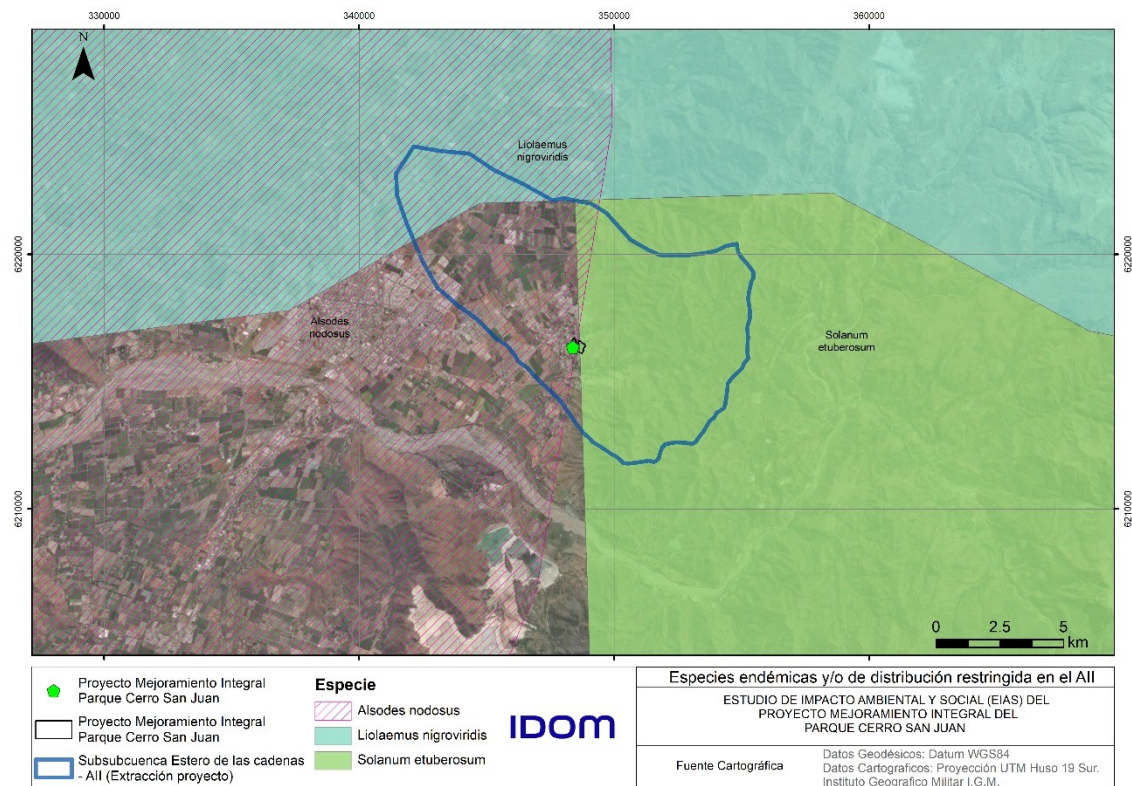 330000
340000
350000
360000
N
Liolaemus
nigroviridis
6220000
6220000
Alsodes
nodosus
Solanum
etuberosum
6210000
6210000
0 2.5 5
km
Proyecto Mejoramiento Integral
Parque Cerro San Juan
Proyecto Mejoramiento Integral
Parque Cerro San Juan
Subsubcuenca Estero de las cadenas
- AII (Extracción proyecto)
Especie
Alsodes nodosus
Liolaemus nigroviridis
Solanum etuberosum
IDOM
Especies endémicas y/o de distribución restringida en el AII
ESTUDIO DE IMPACTO AMBIENTAL Y SOCIAL (EIAS) DEL
PROYECTO MEJORAMIENTO INTEGRAL DEL
PARQUE CERRO SAN JUAN
Fuente Cartográfica
Datos Geodésicos: Datum WGS84
Datos Cartograficos: Proyección UTM Huso 19 Sur.
Instituto Geografico Militar I.G.M.